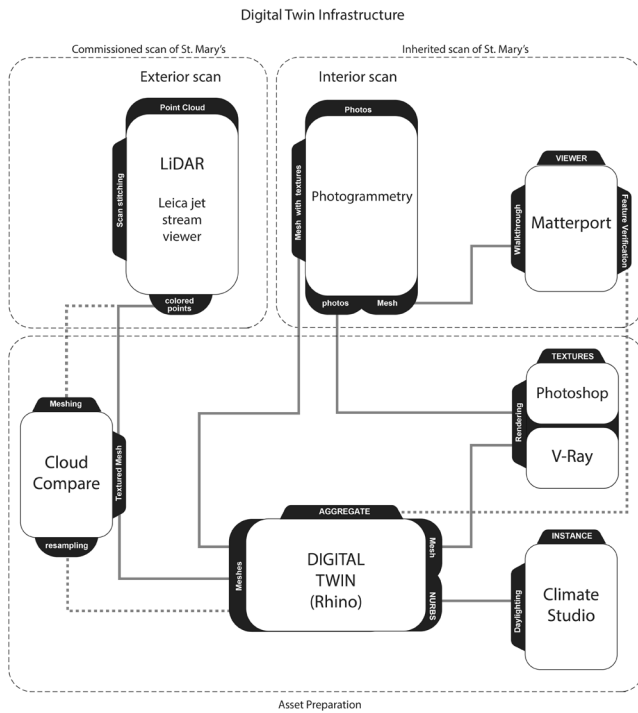 Digital Twin Infrastructure
Commissioned scan of St. Mary's
Inherited scan of St. Mary's
Exterior scan
Interior scan
Point Cloud
Scan stitching
LiDAR
Leica jet
stream
viewer
colored
points
Photos
Mesh with textures
Photogrammetry
photos
Mesh
VIEWER
Walkthrough
Matterport
Feature Verification
Meshing
Cloud
Compare
Textured Mesh
resampling
TEXTURES
Photoshop
Rendering
V-Ray
AGGREGATE
Meshes
DIGITAL
TWIN
(Rhino)
Mesh
NURBS
INSTANCE
Daylighting
Climate
Studio
Asset Preparation